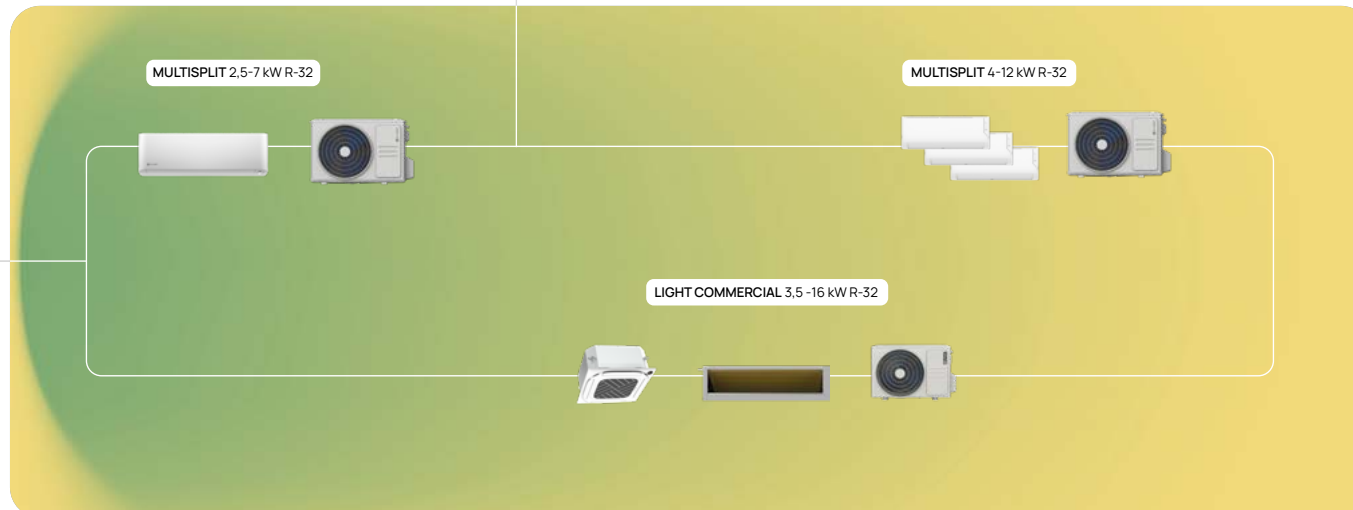 MULTISPLIT 2,5-7 kW R-32
MULTISPLIT 4-12 kW R-32
LIGHT COMMERCIAL 3,5 -16 kW R-32